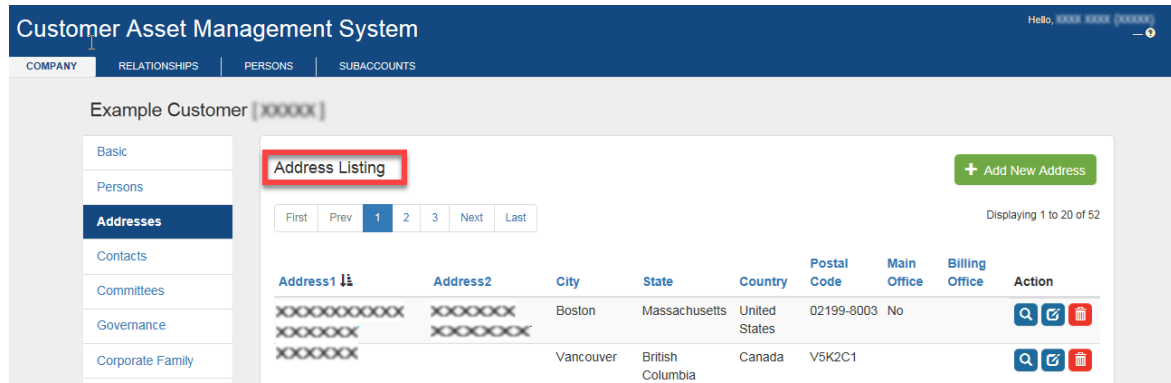 Customer Asset Management System
Hello,
COMPANY RELATIONSHIPS PERSONS SUBACCOUNTS
Example Customer
Basic
Persons
Addresses
Contacts
Committees
Governance
Corporate Family
Address Listing
+ Add New Address
First Prev 1 2 3 Next Last
Displaying 1 to 20 of 52
Address1 Address2 City State Country Postal Code Main Office Billing Office Action
Boston Massachusetts United States 02199-8003 No
Vancouver British Columbia Canada V5K2C1